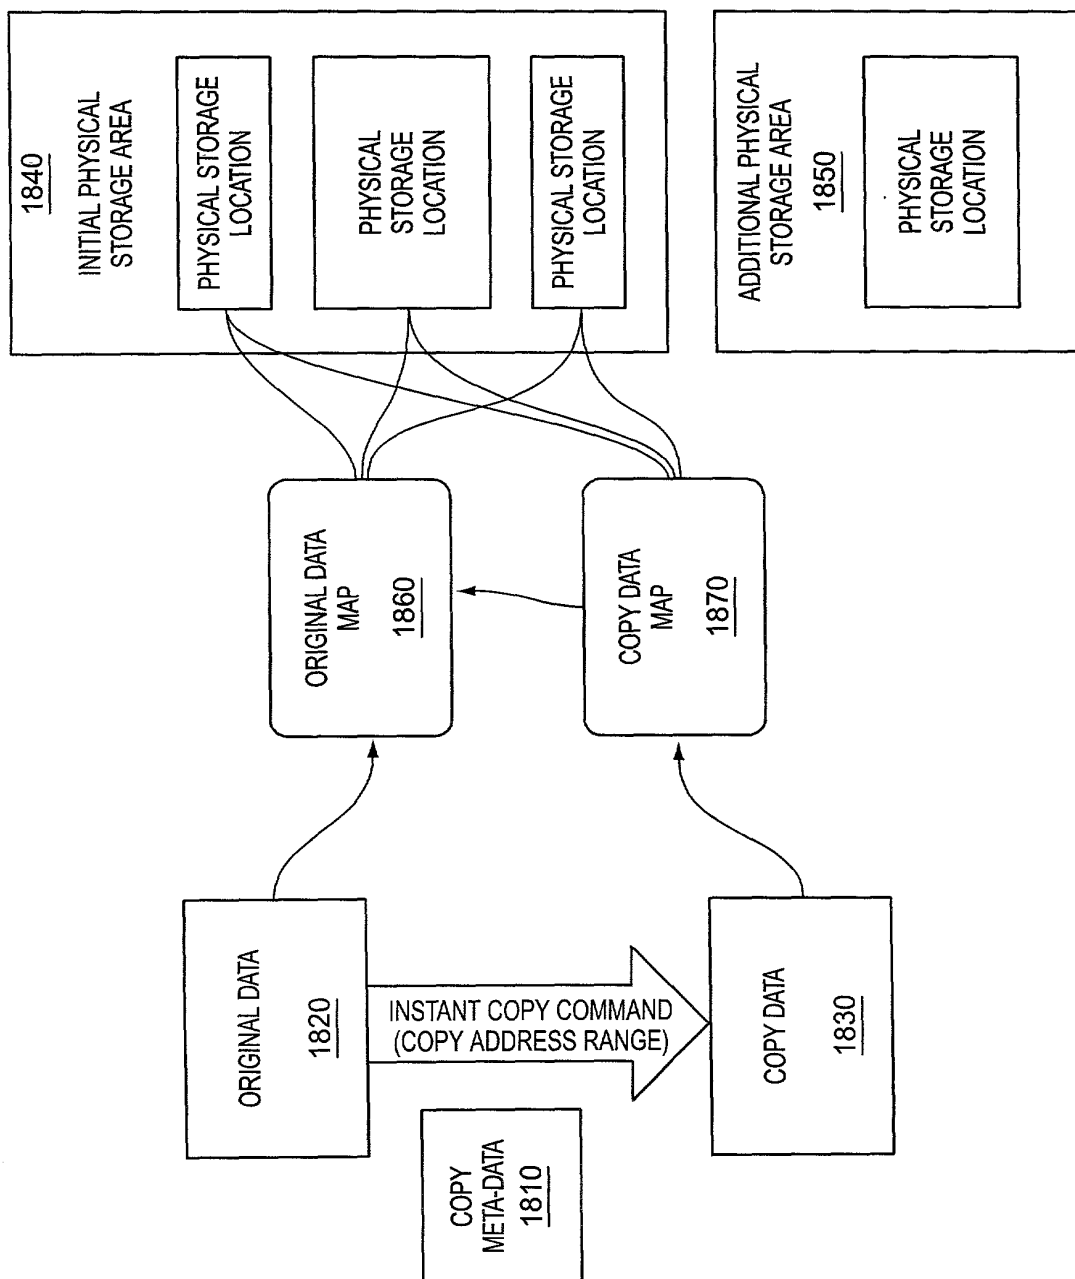 1840
INITIAL PHYSICAL
STORAGE AREA
PHYSICAL STORAGE
LOCATION
PHYSICAL
STORAGE
LOCATION
PHYSICAL STORAGE
LOCATION
ADDITIONAL PHYSICAL
STORAGE AREA
1850
PHYSICAL
STORAGE
LOCATION
ORIGINAL DATA
MAP
1860
COPY DATA
MAP
1870
ORIGINAL DATA
1820
INSTANT COPY COMMAND
(COPY ADDRESS RANGE)
COPY DATA
1830
COPY
META-DATA
1810